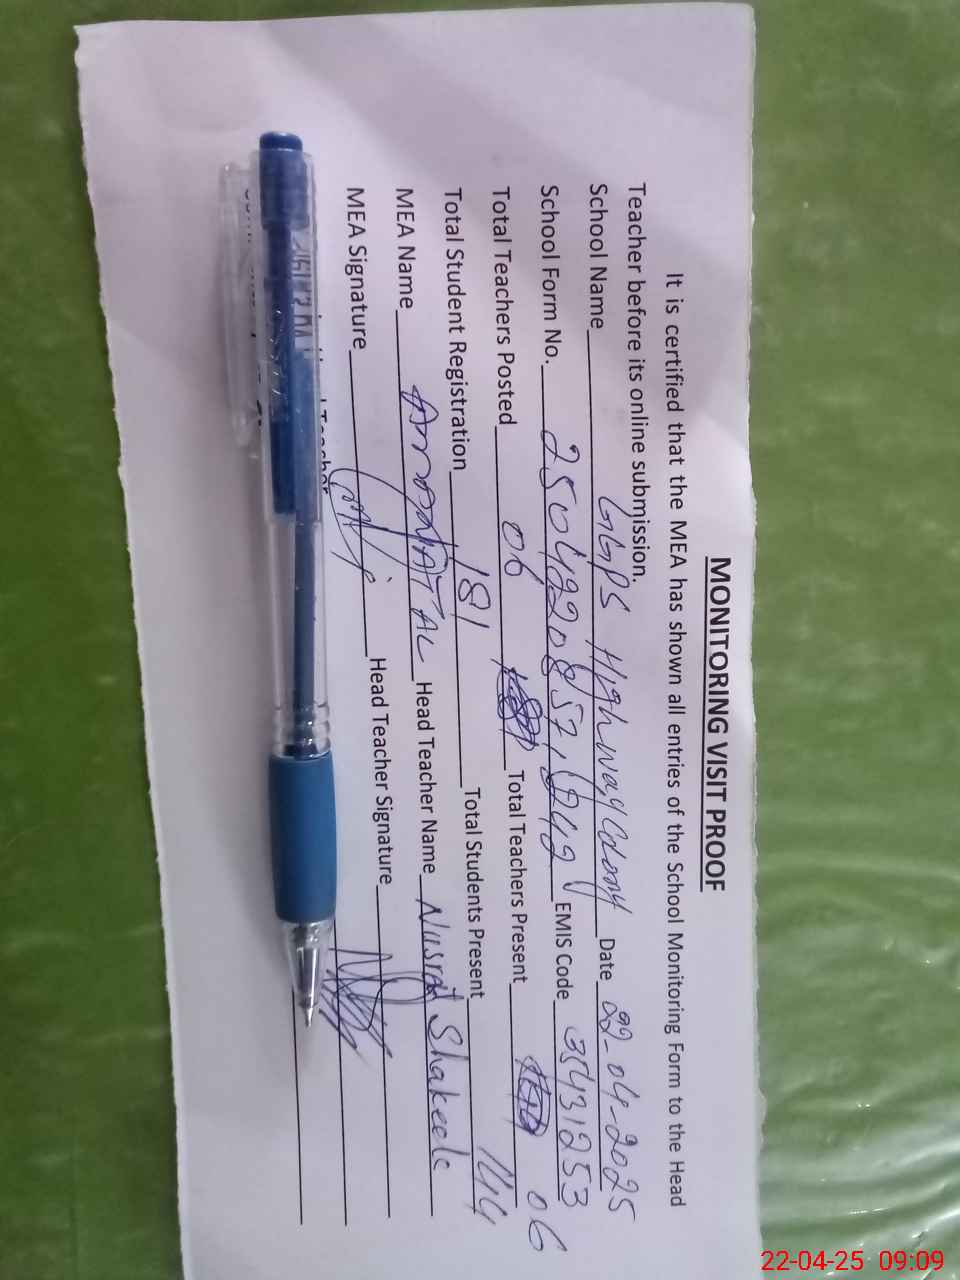 MONITORING VISIT PROOF
It is certified that the MEA has shown all entries of the School Monitoring Form to the Head
Teacher before its online submission.
School Name GGPS Highway Colony Date 22-04-2025
School Form No. EMIS Code 35431253
Total Teachers Posted 06 Total Teachers Present 06
Total Student Registration 181 Total Students Present 144
MEA Name Head Teacher Name Nusrat Shakeele
MEA Signature Head Teacher Signature
Teacher
22-04-25 09:09